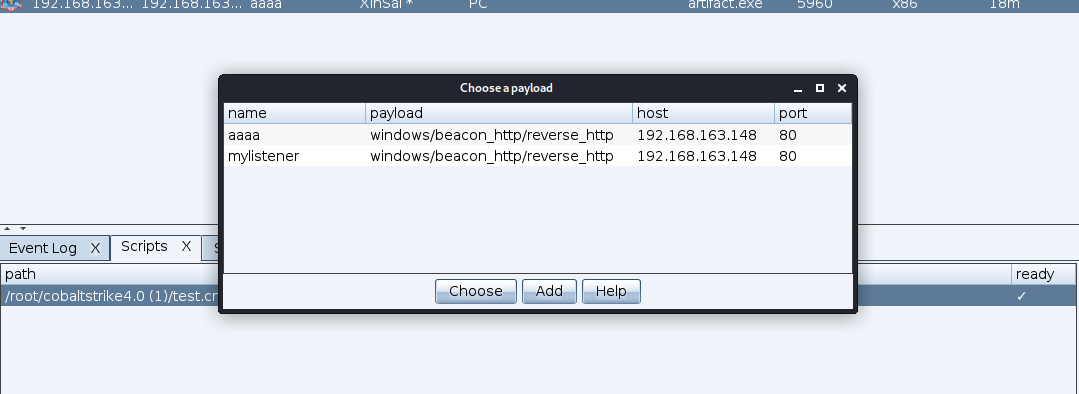 192.168.163... 192.168.163... aaaa XinSai * PC artifact.exe 5960 x86 18m
Choose a payload
name payload host port
aaaa windows/beacon_http/reverse_http 192.168.163.148 80
mylistener windows/beacon_http/reverse_http 192.168.163.148 80
Choose Add Help
Event Log X Scripts X S
path ready
/root/cobaltstrike4.0 (1)/test.cr ✓